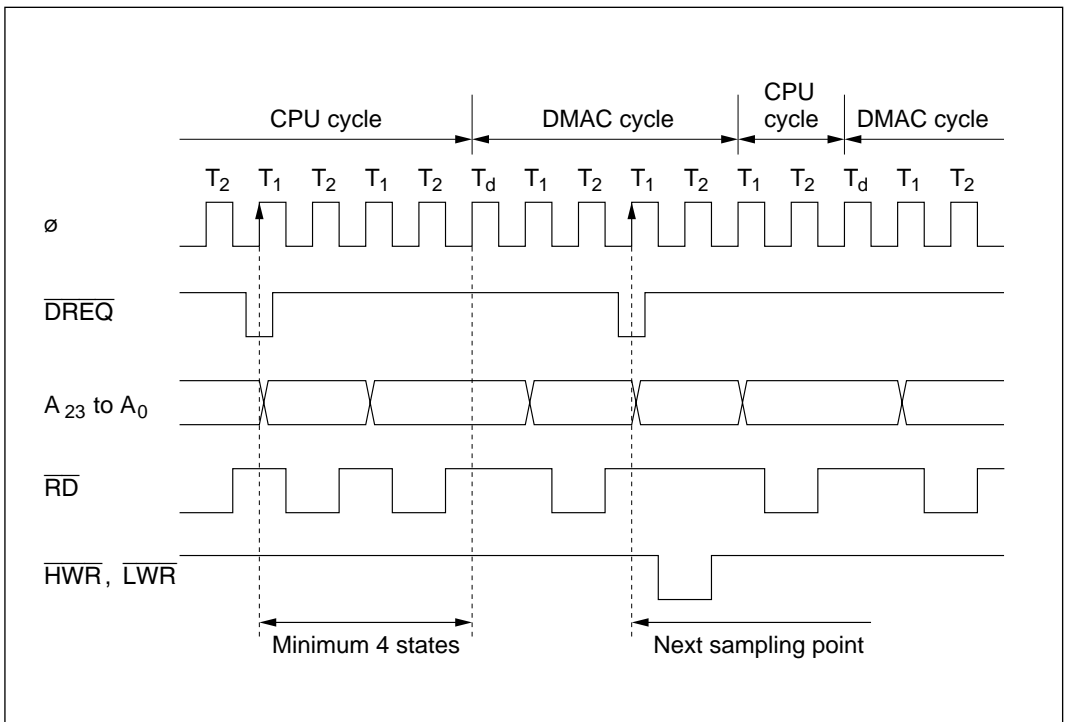 CPU cycle DMAC cycle CPU cycle DMAC cycle
T2 T1 T2 T1 T2 Td T1 T2 T1 T2 T1 T2 Td T1 T2
ø
DREQ
A23 to A0
RD
HWR, LWR
Minimum 4 states Next sampling point